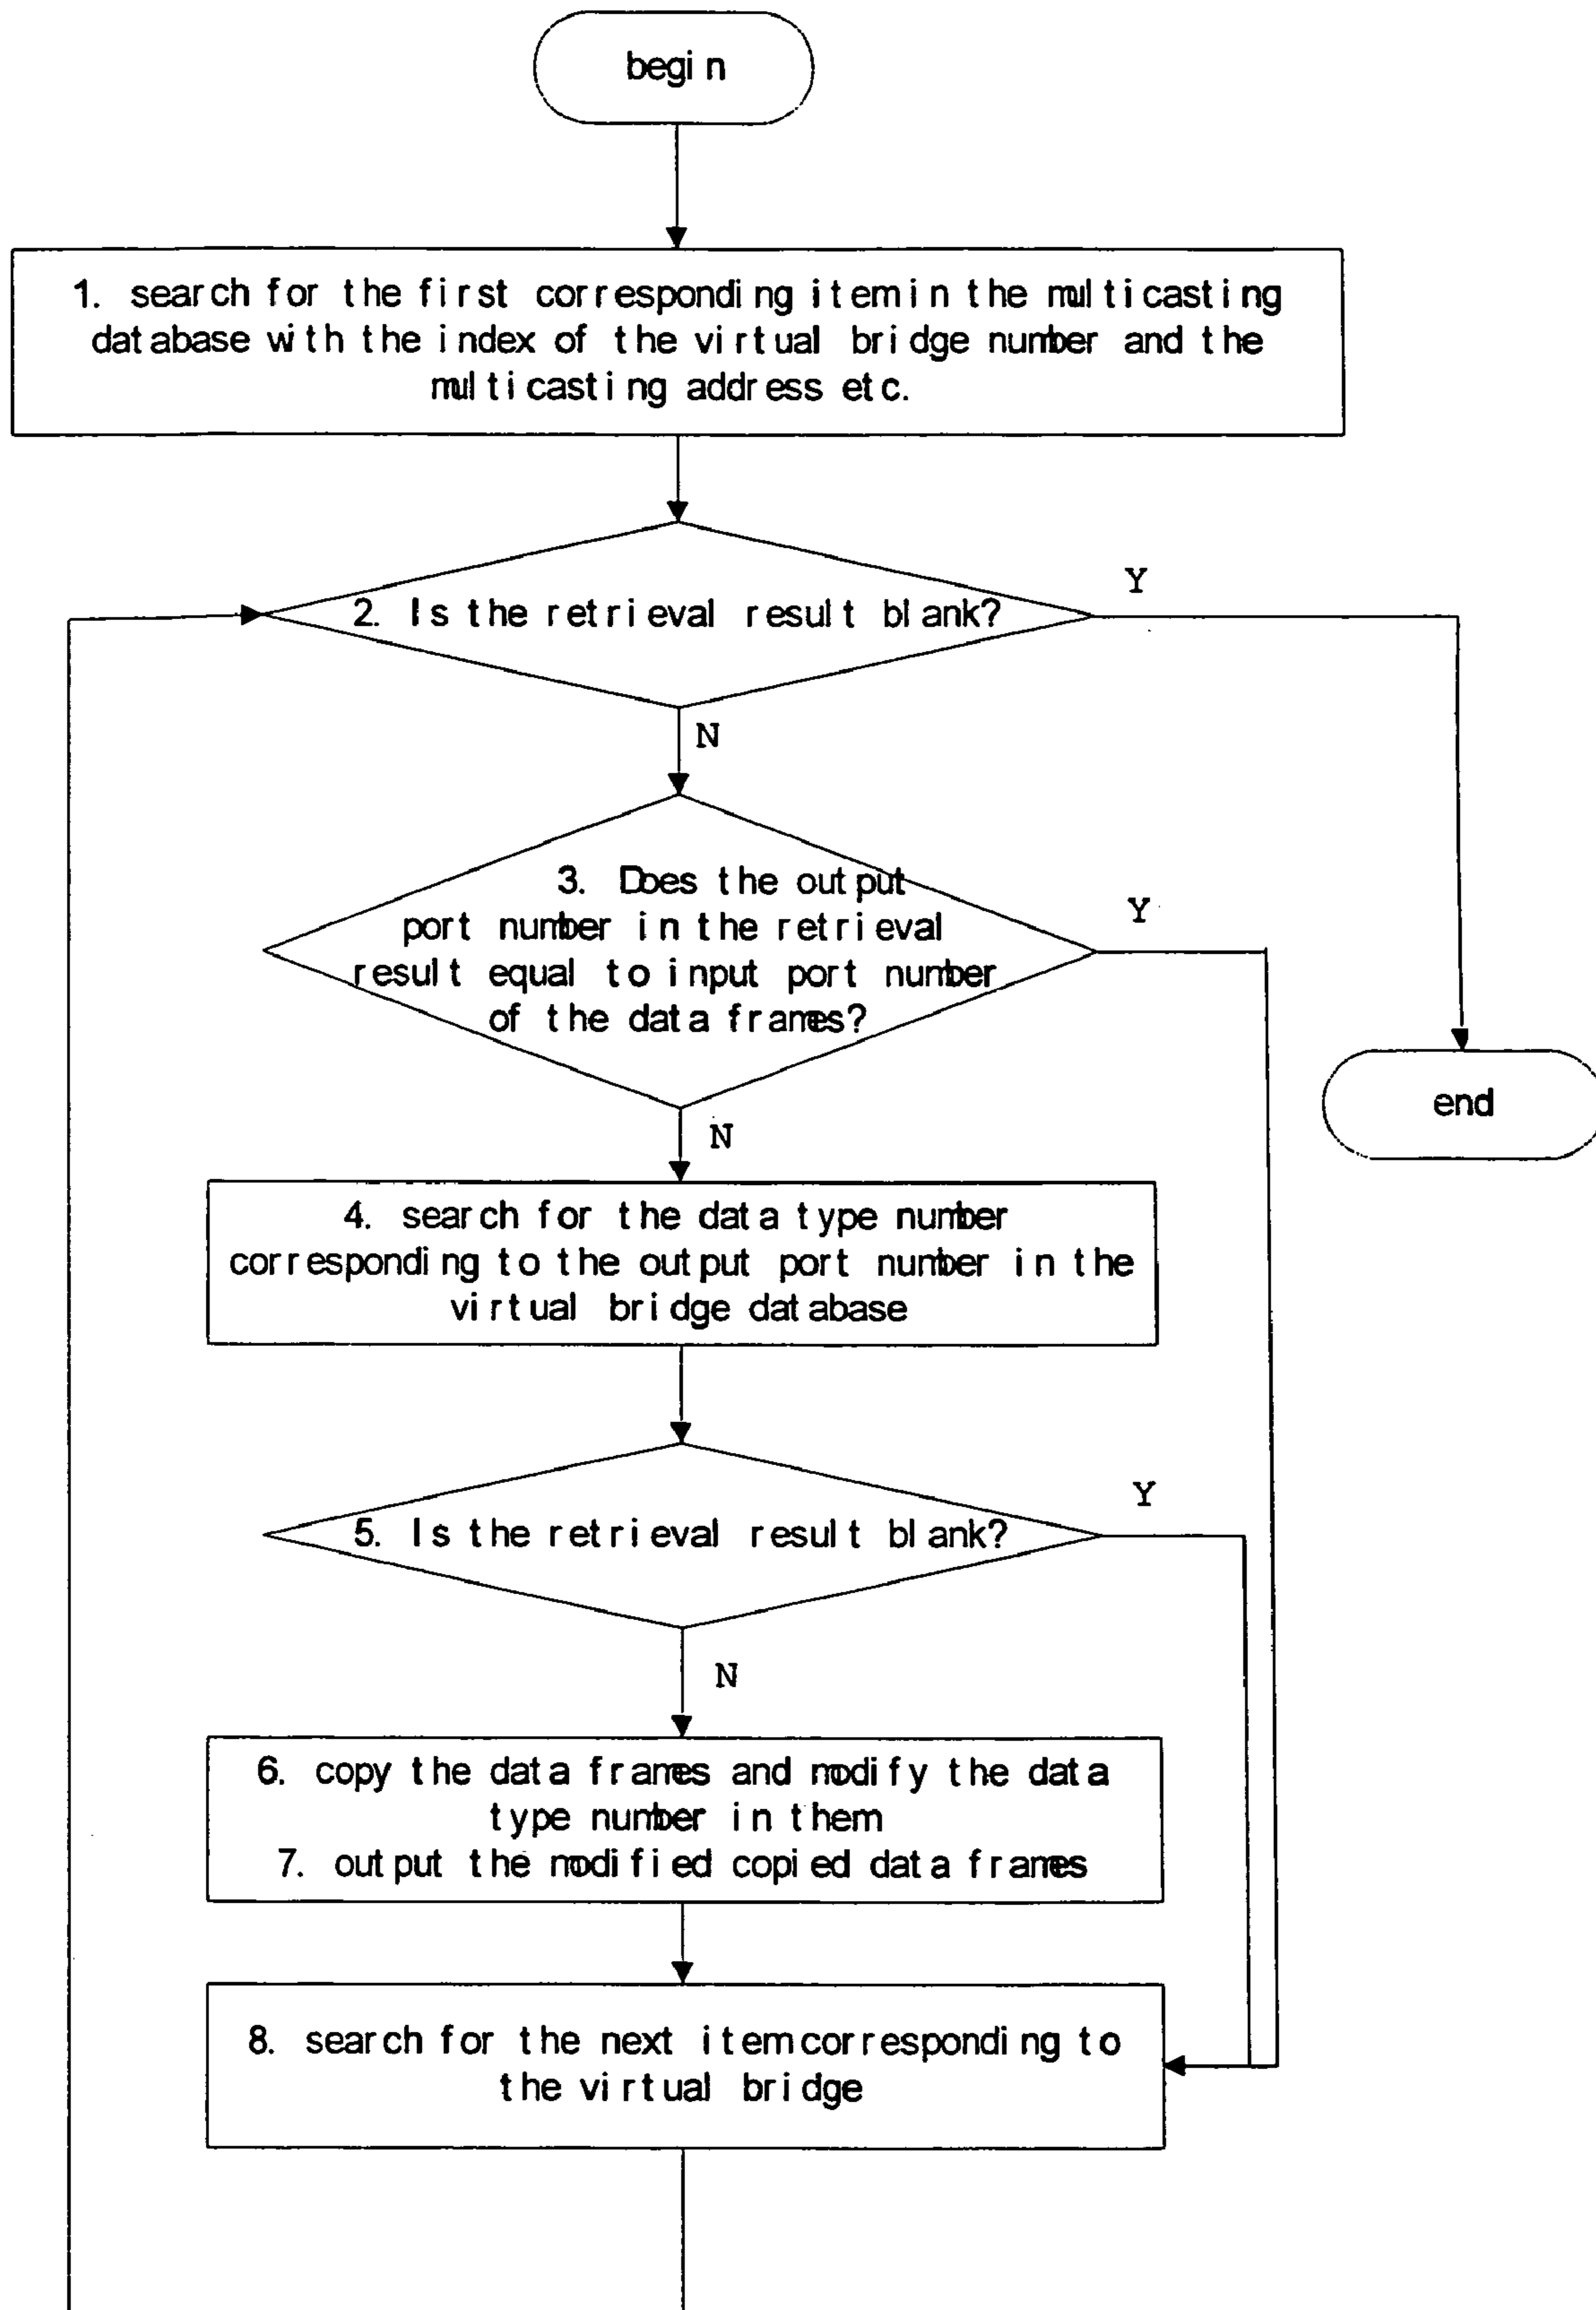 begin
1. search for the first corresponding item in the multicasting
database with the index of the virtual bridge number and the
multicasting address etc.
Y
2. Is the retrieval result blank?
N
3. Does the output
Y
port number in the retrieval
result equal to input port number
of the data frames?
end
N
4. search for the data type number
corresponding to the output port number in the
virtual bridge database
Y
5. Is the retrieval result blank?
N
6. copy the data frames and modify the data
type number in them
7. output the modified copied data frames
8. search for the next item corresponding to
the virtual bridge